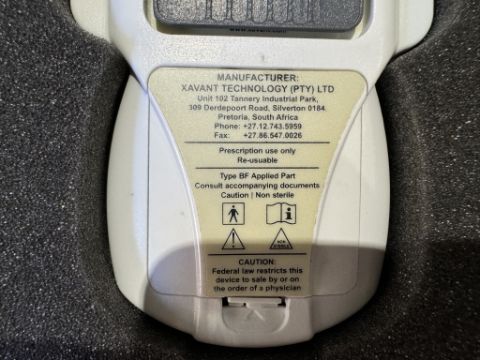 MANUFACTURER:
XAVANT TECHNOLOGY (PTY) LTD
Unit 102 Tannery Industrial Park,
309 Derdepoort Road, Silverton 0184
Pretoria, South Africa
Phone: +27.12.743.5959
Fax: +27.86.547.0026
Prescription use only
Re-usable
Type BF Applied Part
Consult accompanying documents
Caution | Non sterile
NON
STERILE
CAUTION:
Federal law restricts this
device to sale by or on
the order of a physician